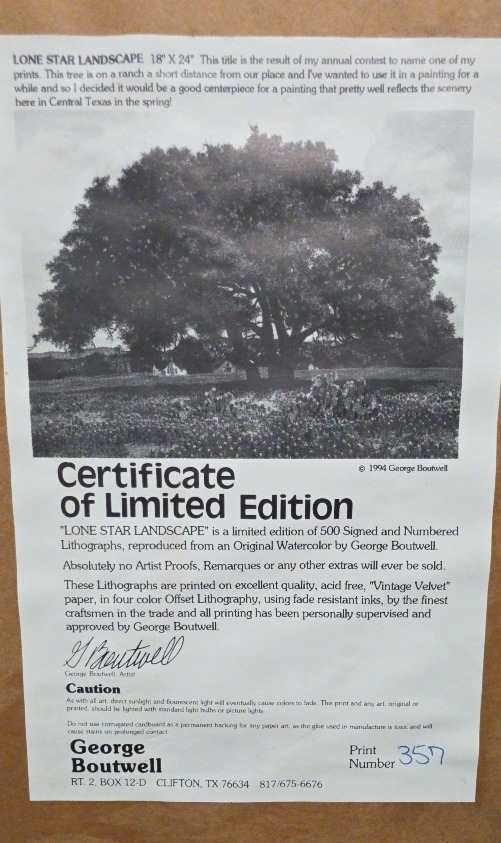 LONE STAR LANDSCAPE 18" X 24" This title is the result of my annual contest to name one of my
prints. This tree is on a ranch a short distance from our place and I've wanted to use it in a painting for a
while and so I decided it would be a good centerpiece for a painting that pretty well reflects the scenery
here in Central Texas in the spring!
© 1994 George Boutwell
Certificate
of Limited Edition
"LONE STAR LANDSCAPE" is a limited edition of 500 Signed and Numbered
Lithographs, reproduced from an Original Watercolor by George Boutwell.
Absolutely no Artist Proofs, Remarques or any other extras will ever be sold.
These Lithographs are printed on excellent quality, acid free, "Vintage Velvet"
paper, in four color Offset Lithography, using fade resistant inks, by the finest
craftsmen in the trade and all printing has been personally supervised and
approved by George Boutwell.
G Boutwell
George Boutwell, Artist
Caution
As with all art, direct sunlight and flourescent light will eventually cause colors to fade. This print and any art, original or
printed, should be lighted with standard light bulbs or picture lights.
Do not use corrugated cardboard as a permanent backing for any paper art, as the glue used in manufacture is toxic and will
cause stains on prolonged contact.
George
Boutwell
RT. 2, BOX 12-D CLIFTON, TX 76634 817/675-6676
Print
Number 357